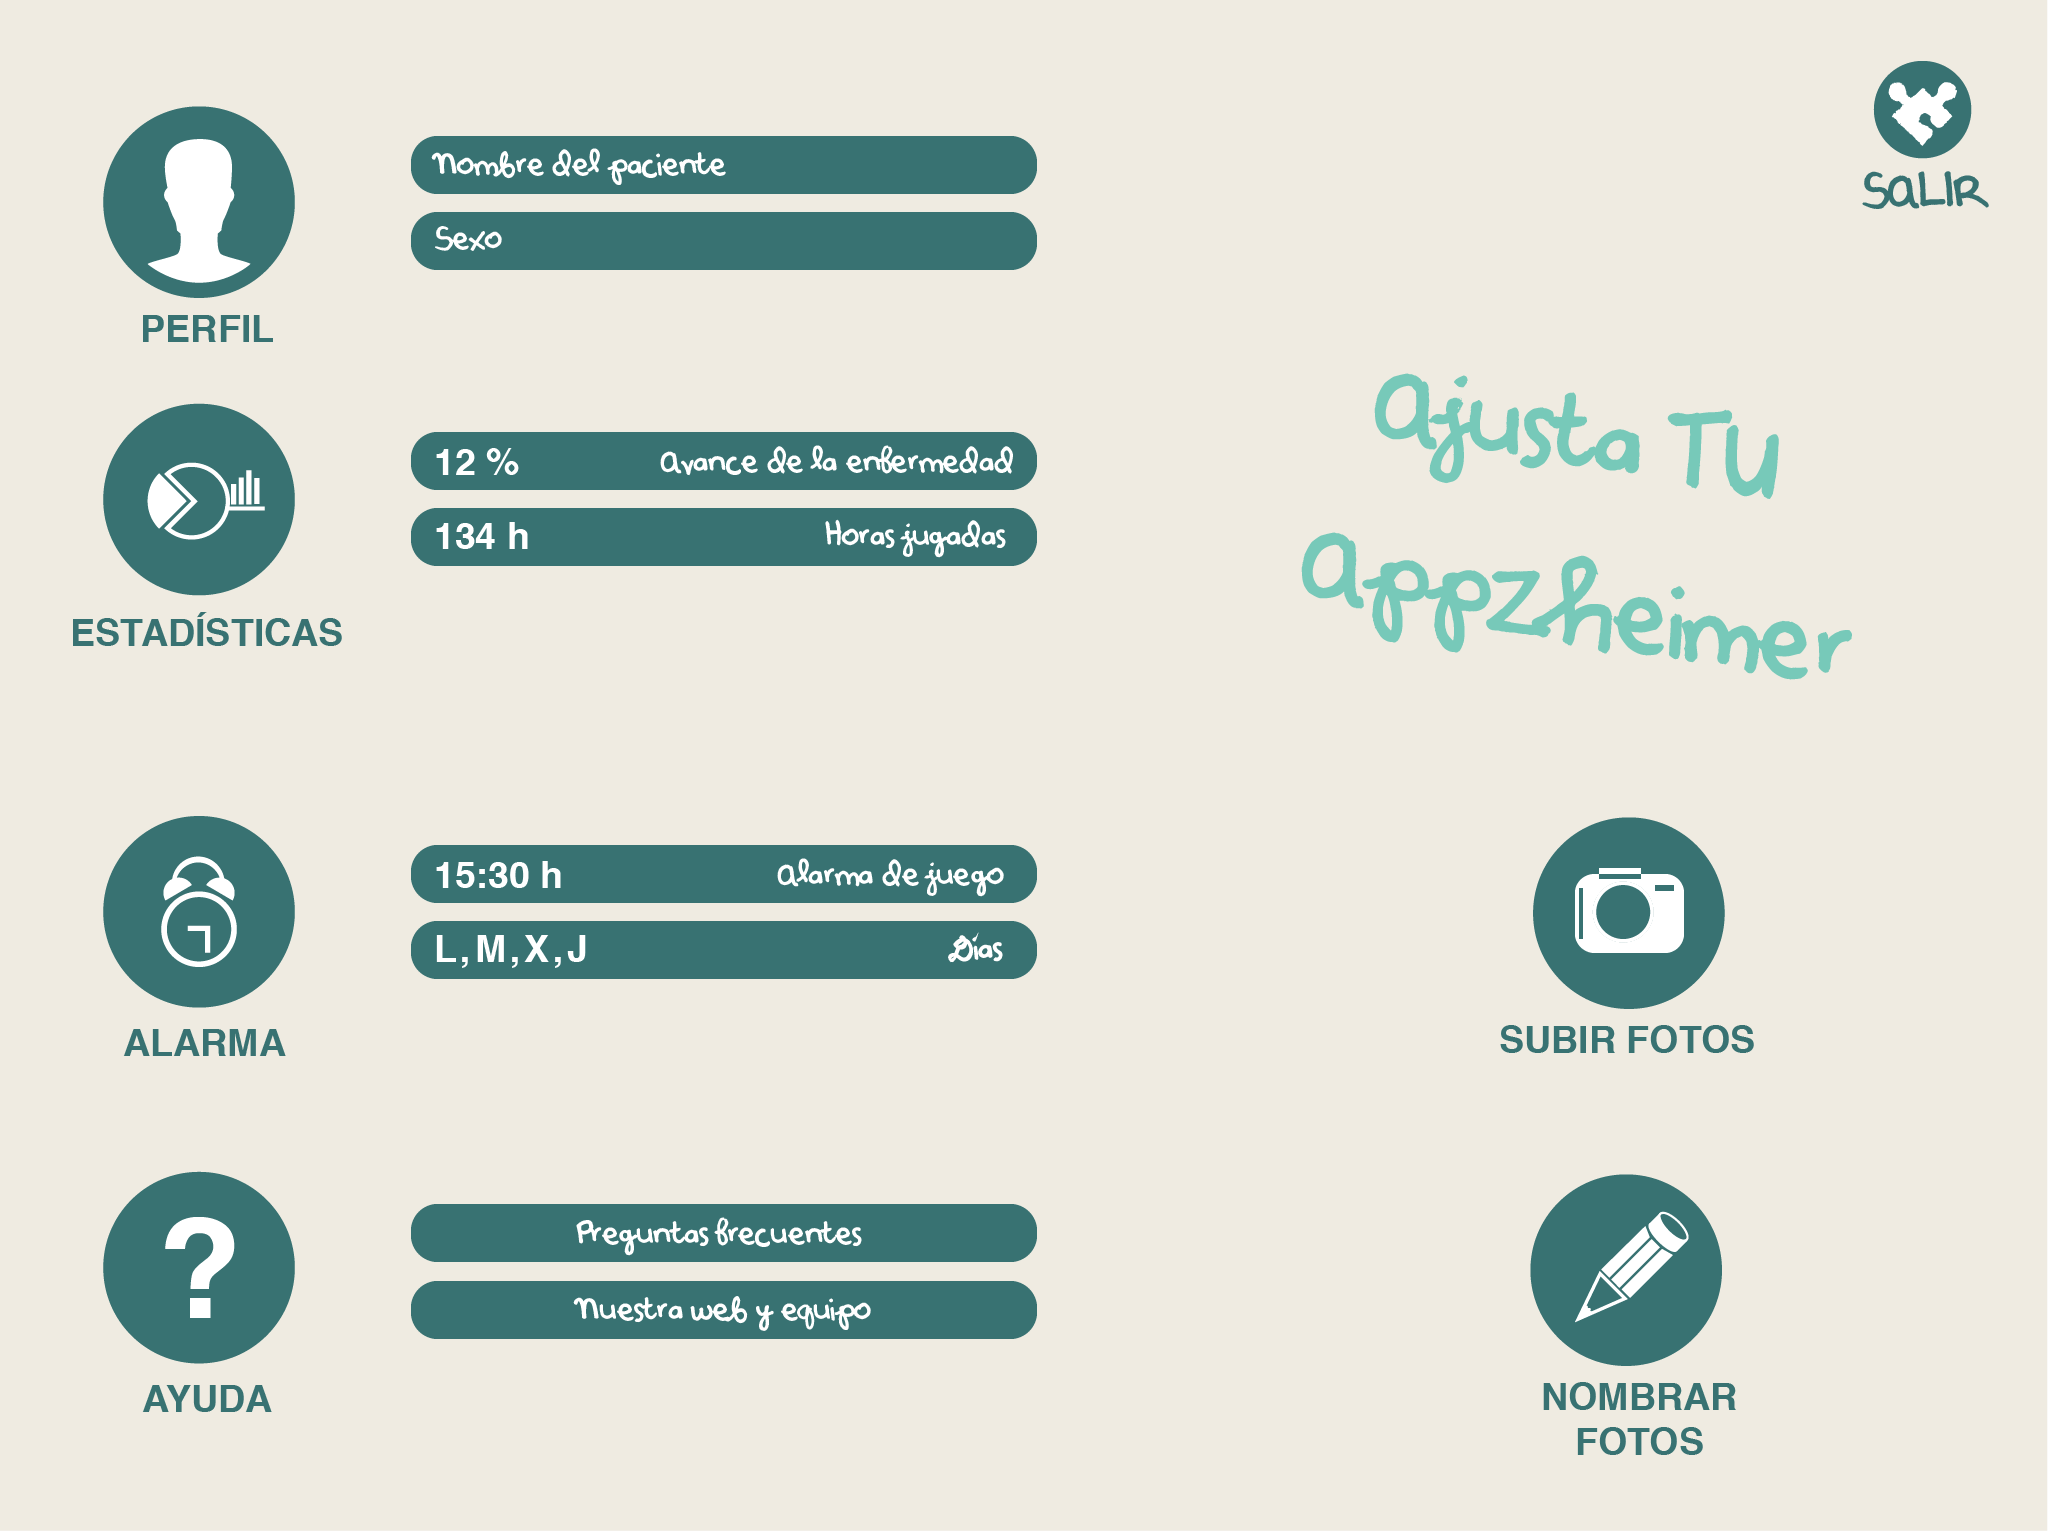 SALIR
Nombre del paciente
Sexo
PERFIL
Ajusta Tu
Appzheimer
12 % Avance de la enfermedad
134 h Horas jugadas
ESTADÍSTICAS
15:30 h Alarma de juego
L, M, X, J Días
ALARMA
SUBIR FOTOS
Preguntas frecuentes
Nuestra web y equipo
AYUDA
NOMBRAR
FOTOS